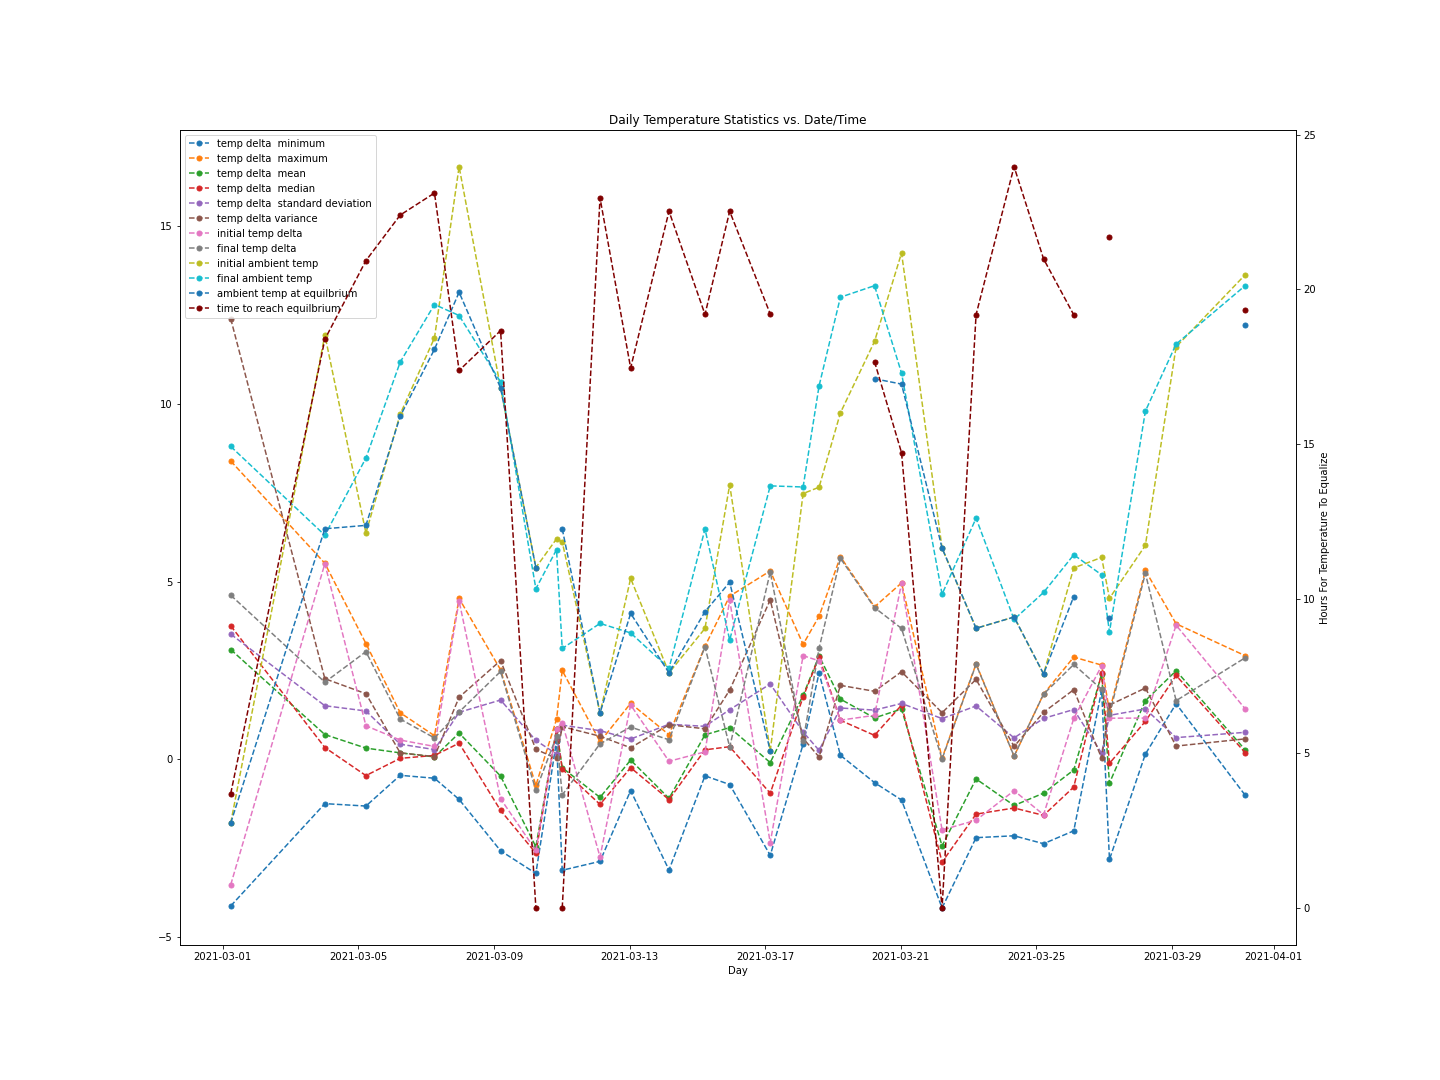 Daily Temperature Statistics vs. Date/Time
temp delta  minimum
temp delta  maximum
temp delta  mean
temp delta  median
temp delta  standard deviation
temp delta variance
initial temp delta
final temp delta
initial ambient temp
final ambient temp
ambient temp at equilbrium
time to reach equilbrium
15
10
5
0
−5
25
20
15
10
5
0
Hours For Temperature To Equalize
2021-03-01 2021-03-05 2021-03-09 2021-03-13 2021-03-17 2021-03-21 2021-03-25 2021-03-29 2021-04-01
Day